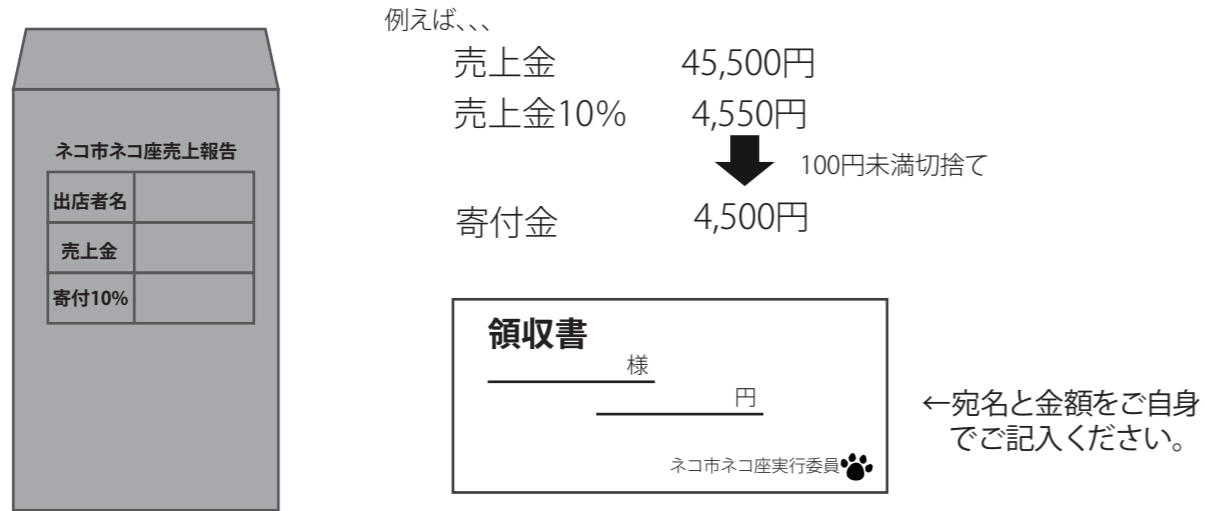 ネコ市ネコ座売上報告
出店者名
売上金
寄付10%
例えば、、、
売上金 45,500円
売上金10% 4,550円
100円未満切捨て
寄付金 4,500円
領収書
様
円
ネコ市ネコ座実行委員
←宛名と金額をご自身
でご記入ください。